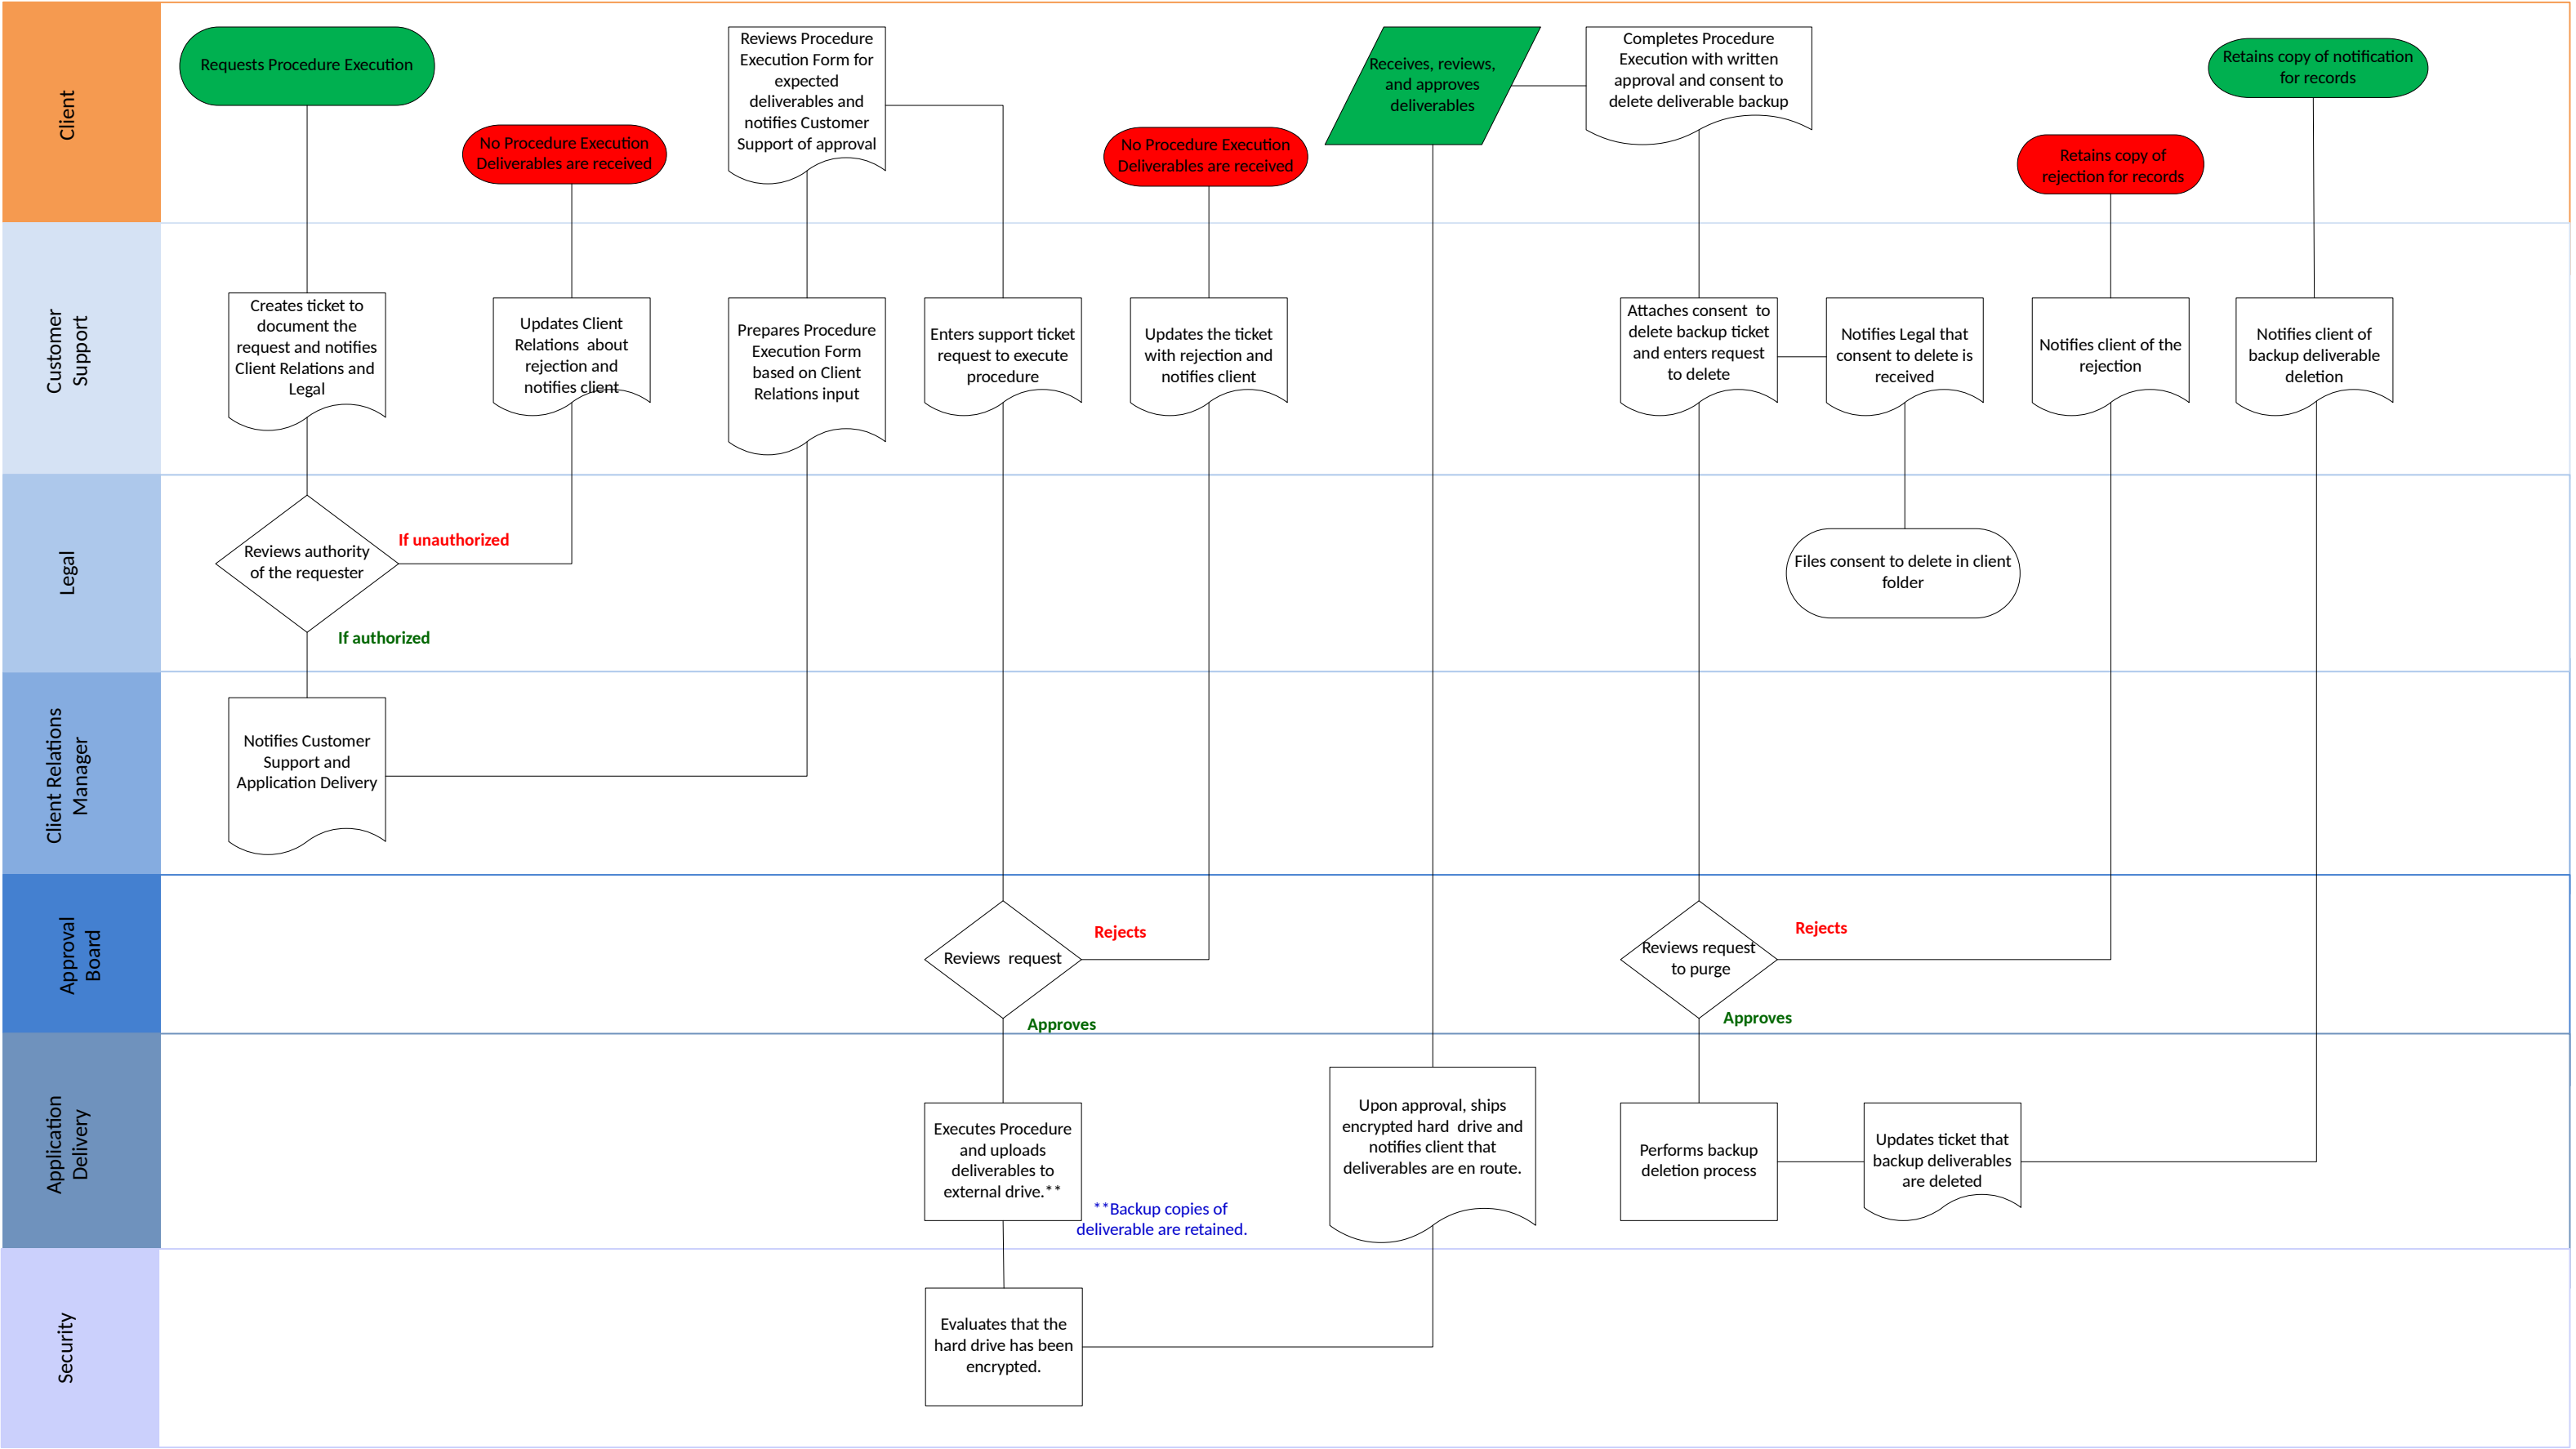 Client
Requests Procedure Execution
No Procedure Execution
Deliverables are received
Reviews Procedure
Execution Form for
expected
deliverables and
notifies Customer
Support of approval
No Procedure Execution
Deliverables are received
Receives, reviews,
and approves
deliverables
Completes Procedure
Execution with written
approval and consent to
delete deliverable backup
Retains copy of
rejection for records
Retains copy of notification
for records
Customer
Support
Creates ticket to
document the
request and notifies
Client Relations and
Legal
Updates Client
Relations  about
rejection and
notifies client
Prepares Procedure
Execution Form
based on Client
Relations input
Enters support ticket
request to execute
procedure
Updates the ticket
with rejection and
notifies client
Attaches consent  to
delete backup ticket
and enters request
to delete
Notifies Legal that
consent to delete is
received
Notifies client of the
rejection
Notifies client of
backup deliverable
deletion
Legal
Reviews authority
of the requester
If unauthorized
If authorized
Files consent to delete in client
folder
Client Relations
Manager
Notifies Customer
Support and
Application Delivery
Approval
Board
Reviews  request
Rejects
Approves
Reviews request
to purge
Rejects
Approves
Application
Delivery
Executes Procedure
and uploads
deliverables to
external drive.**
**Backup copies of
deliverable are retained.
Upon approval, ships
encrypted hard  drive and
notifies client that
deliverables are en route.
Performs backup
deletion process
Updates ticket that
backup deliverables
are deleted
Security
Evaluates that the
hard drive has been
encrypted.